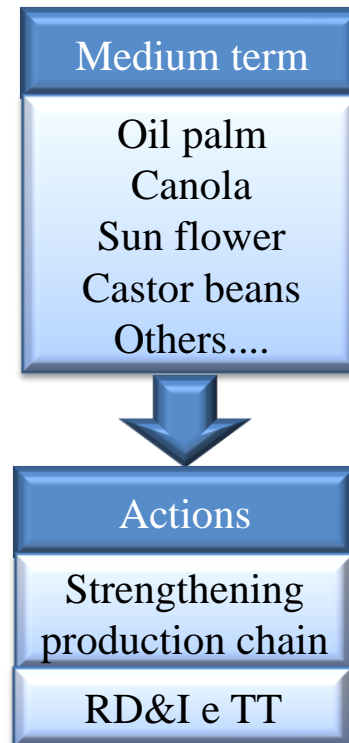 Medium term
Oil palm
Canola
Sun flower
Castor beans
Others....
Actions
Strengthening
production chain
RD&I e TT